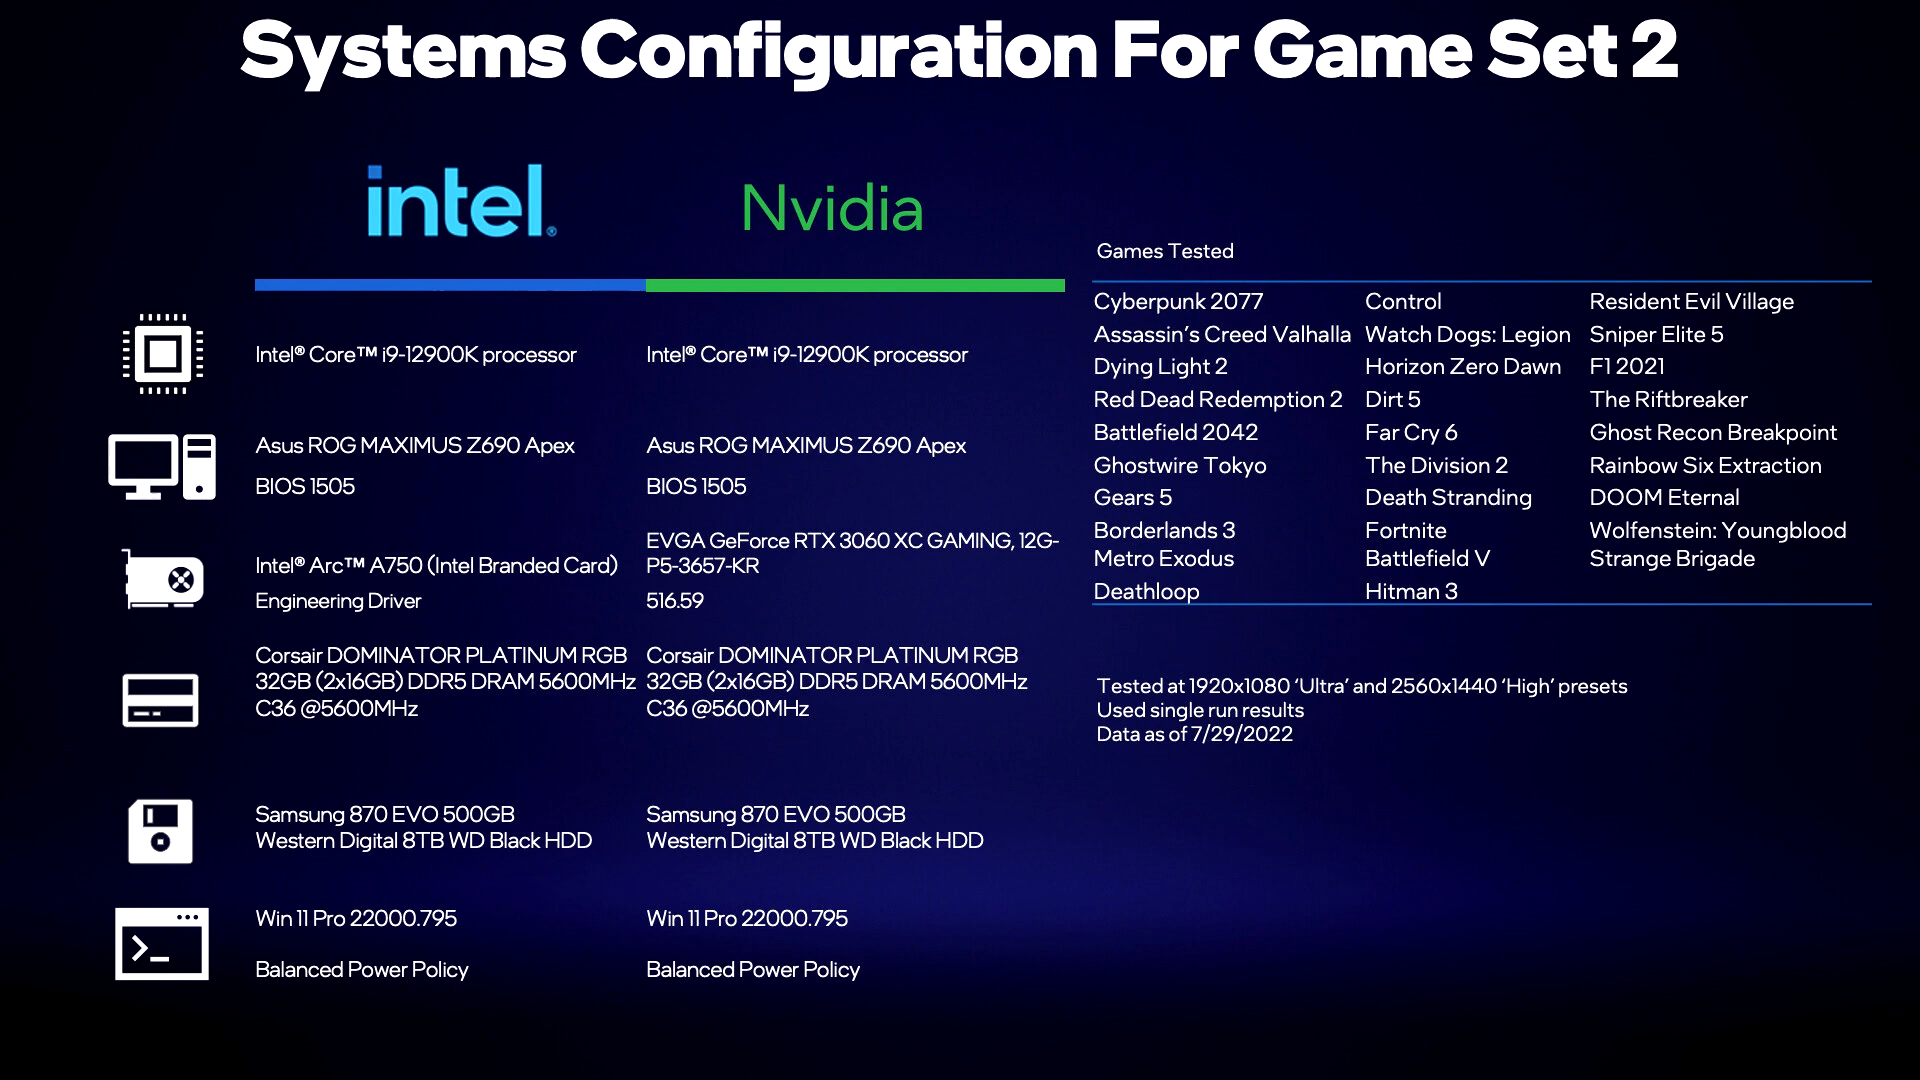 Systems Configuration For Game Set 2
intel®
Nvidia
Intel® Core™ i9-12900K processor
Intel® Core™ i9-12900K processor
Asus ROG MAXIMUS Z690 Apex
BIOS 1505
Asus ROG MAXIMUS Z690 Apex
BIOS 1505
Intel® Arc™ A750 (Intel Branded Card)
Engineering Driver
EVGA GeForce RTX 3060 XC GAMING, 12G-
P5-3657-KR
516.59
Corsair DOMINATOR PLATINUM RGB
32GB (2x16GB) DDR5 DRAM 5600MHz
C36 @5600MHz
Corsair DOMINATOR PLATINUM RGB
32GB (2x16GB) DDR5 DRAM 5600MHz
C36 @5600MHz
Samsung 870 EVO 500GB
Western Digital 8TB WD Black HDD
Samsung 870 EVO 500GB
Western Digital 8TB WD Black HDD
Win 11 Pro 22000.795
Balanced Power Policy
Win 11 Pro 22000.795
Balanced Power Policy
Games Tested
Cyberpunk 2077
Assassin’s Creed Valhalla
Dying Light 2
Red Dead Redemption 2
Battlefield 2042
Ghostwire Tokyo
Gears 5
Borderlands 3
Metro Exodus
Deathloop
Control
Watch Dogs: Legion
Horizon Zero Dawn
Dirt 5
Far Cry 6
The Division 2
Death Stranding
Fortnite
Battlefield V
Hitman 3
Resident Evil Village
Sniper Elite 5
F1 2021
The Riftbreaker
Ghost Recon Breakpoint
Rainbow Six Extraction
DOOM Eternal
Wolfenstein: Youngblood
Strange Brigade
Tested at 1920x1080 ‘Ultra’ and 2560x1440 ‘High’ presets
Used single run results
Data as of 7/29/2022